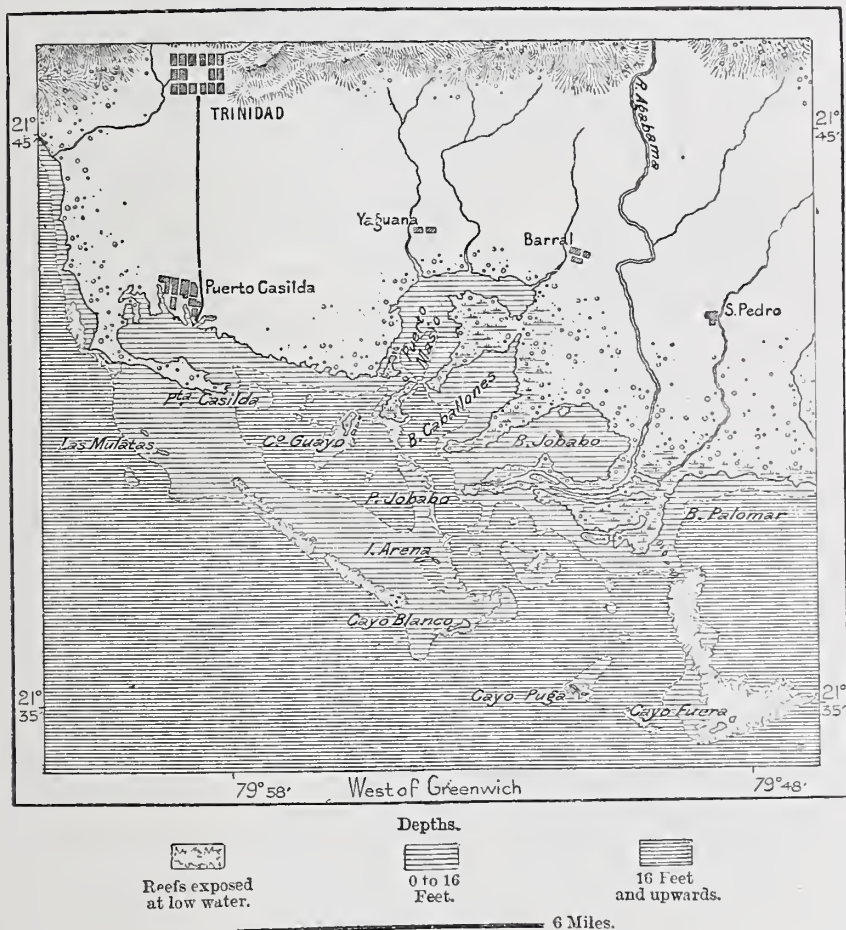 TRINIDAD
R. Agabama
21°
45'
21°
45'
Yaguana
Barral
Puerto Casilda
S. Pedro
Puerto
Masio
Pta Casilda
B. Caballones
Las Mulatas
Co Guayo
B. Jobabo
P. Jobabo
B. Palomar
I. Arena
Cayo Blanco
Cayo Puga
Cayo Fuera
21°
35'
21°
35'
79°58'
West of Greenwich
79°48'
Depths.
Reefs exposed
at low water.
0 to 16
Feet.
16 Feet
and upwards.
6 Miles.